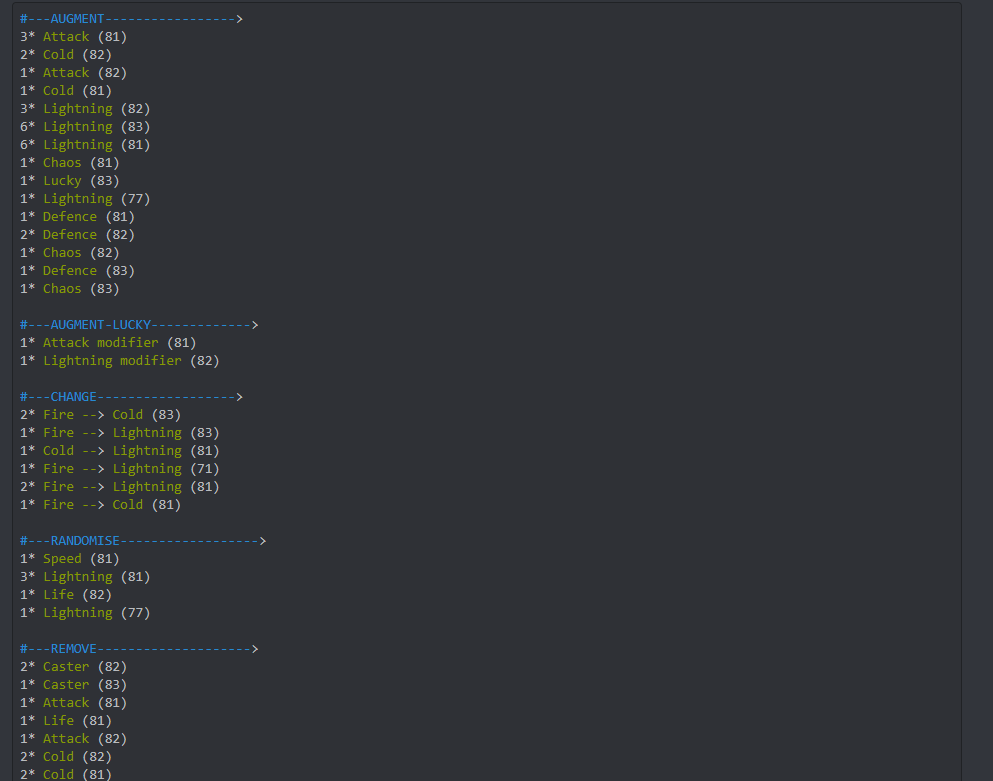 #---AUGMENT----------------->
3* Attack (81)
2* Cold (82)
1* Attack (82)
1* Cold (81)
3* Lightning (82)
6* Lightning (83)
6* Lightning (81)
1* Chaos (81)
1* Lucky (83)
1* Lightning (77)
1* Defence (81)
2* Defence (82)
1* Chaos (82)
1* Defence (83)
1* Chaos (83)
#---AUGMENT-LUCKY------------->
1* Attack modifier (81)
1* Lightning modifier (82)
#---CHANGE------------------>
2* Fire --> Cold (83)
1* Fire --> Lightning (83)
1* Cold --> Lightning (81)
1* Fire --> Lightning (71)
2* Fire --> Lightning (81)
1* Fire --> Cold (81)
#---RANDOMISE------------------>
1* Speed (81)
3* Lightning (81)
1* Life (82)
1* Lightning (77)
#---REMOVE-------------------->
2* Caster (82)
1* Caster (83)
1* Attack (81)
1* Life (81)
1* Attack (82)
2* Cold (82)
2* Cold (81)